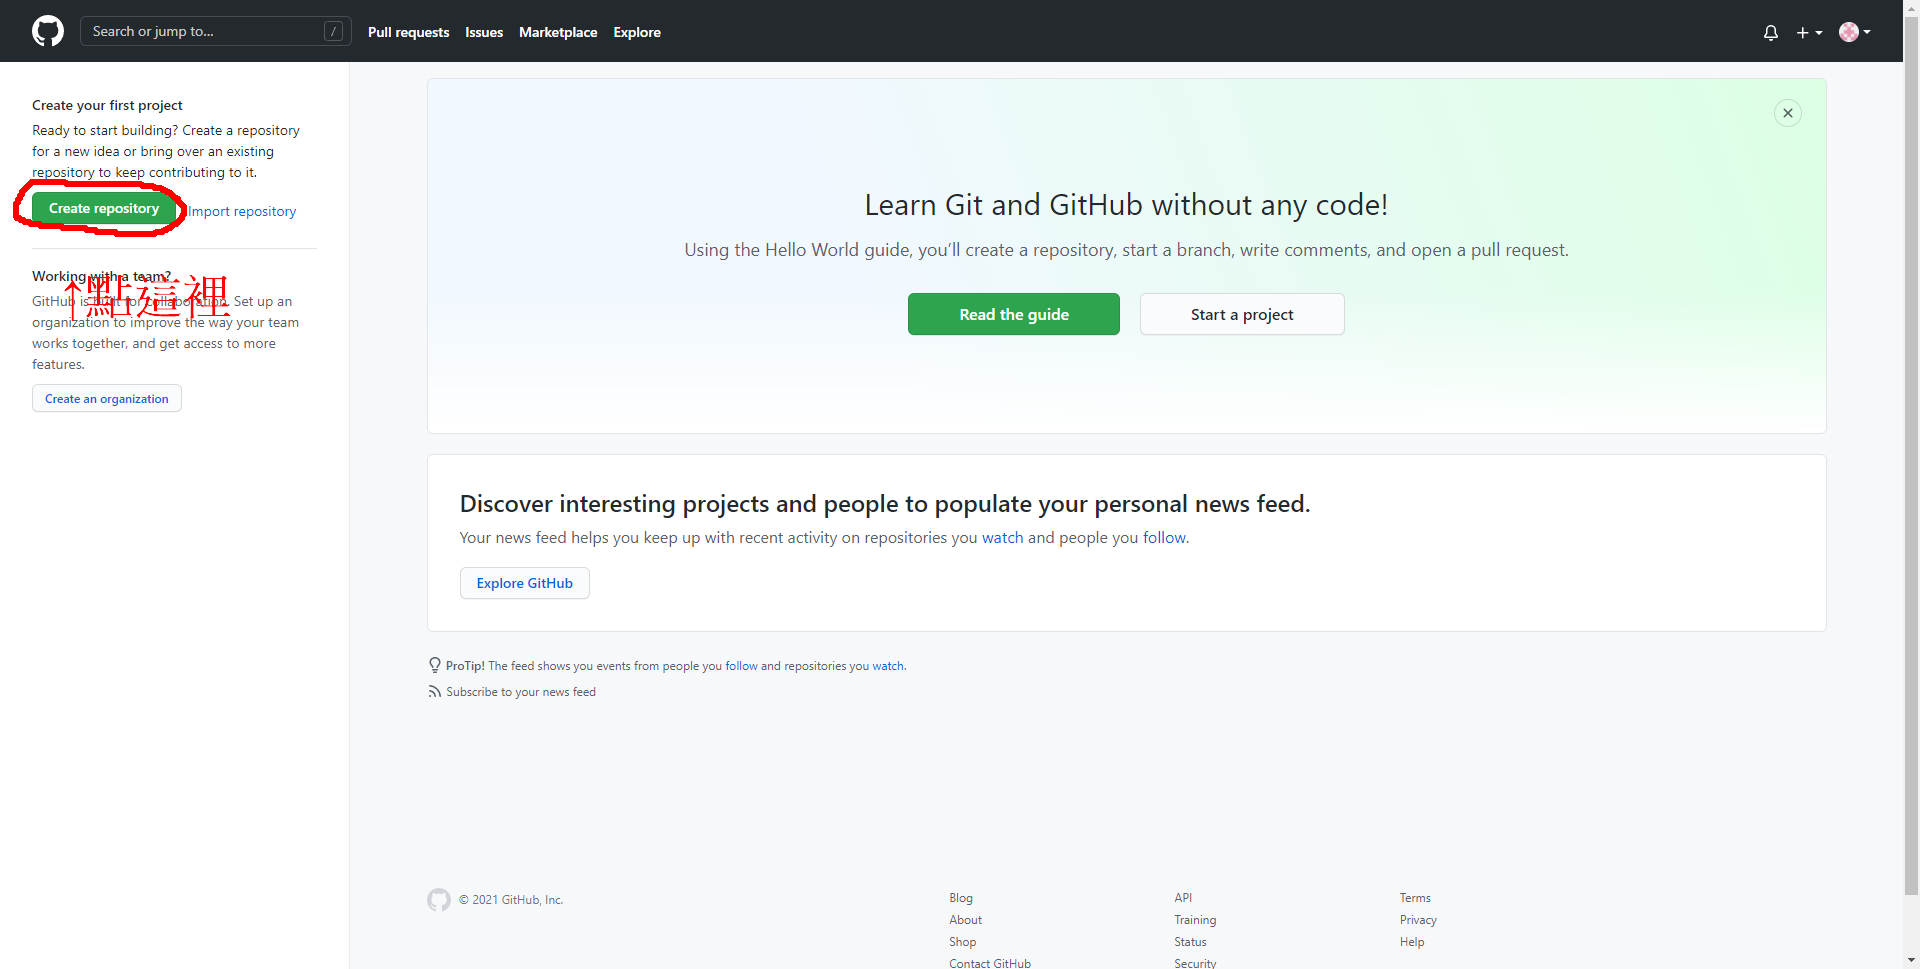 Search or jump to...
/
Pull requests
Issues
Marketplace
Explore
Create your first project
Ready to start building? Create a repository
for a new idea or bring over an existing
repository to keep contributing to it.
Create repository
Import repository
Working with a team?
↑點這裡
GitHub is built for collaboration. Set up an
organization to improve the way your team
works together, and get access to more
features.
Create an organization
Learn Git and GitHub without any code!
Using the Hello World guide, you’ll create a repository, start a branch, write comments, and open a pull request.
Read the guide
Start a project
Discover interesting projects and people to populate your personal news feed.
Your news feed helps you keep up with recent activity on repositories you watch and people you follow.
Explore GitHub
ProTip! The feed shows you events from people you follow and repositories you watch.
Subscribe to your news feed
© 2021 GitHub, Inc.
Blog
About
Shop
Contact GitHub
API
Training
Status
Security
Terms
Privacy
Help